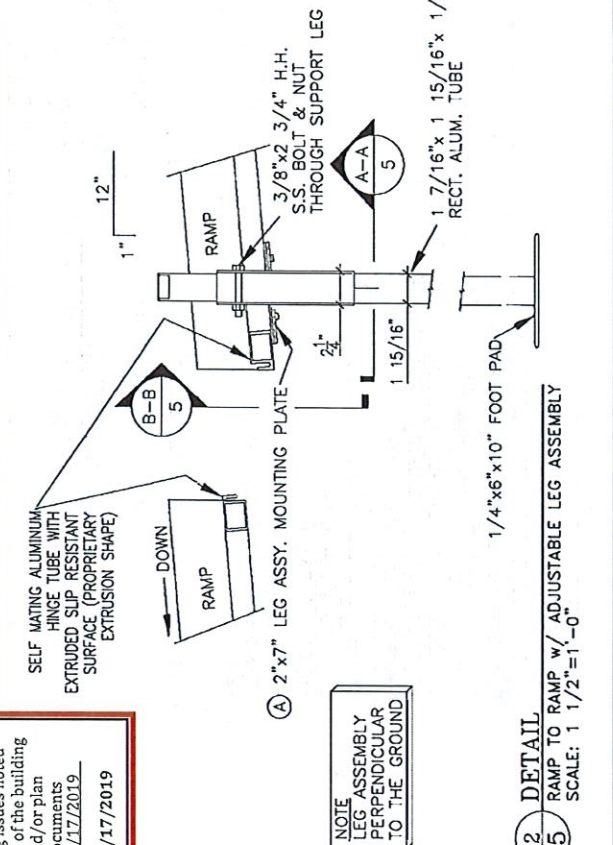 g issues noted
of the building
d/or plan
cuments
/17/2019
/17/2019
SELF MATING ALUMINUM
HINGE TUBE WITH
EXTRUDED SLIP RESISTANT
SURFACE (PROPRIETARY
EXTRUSION SHAPE)
DOWN
RAMP
B-B
5
12"
1"
RAMP
3/8"x2 3/4" H.H.
S.S. BOLT & NUT
THROUGH SUPPORT LEG
A-A
5
A 2"x7" LEG ASSY. MOUNTING PLATE
2 1/4"
1 15/16"
1 7/16"x 1 15/16"x 1/
RECT. ALUM. TUBE
1/4"x6"x10" FOOT PAD
NOTE
LEG ASSEMBLY
PERPENDICULAR
TO THE GROUND
2
5
DETAIL
RAMP TO RAMP w/ ADJUSTABLE LEG ASSEMBLY
SCALE: 1 1/2"=1'-0"